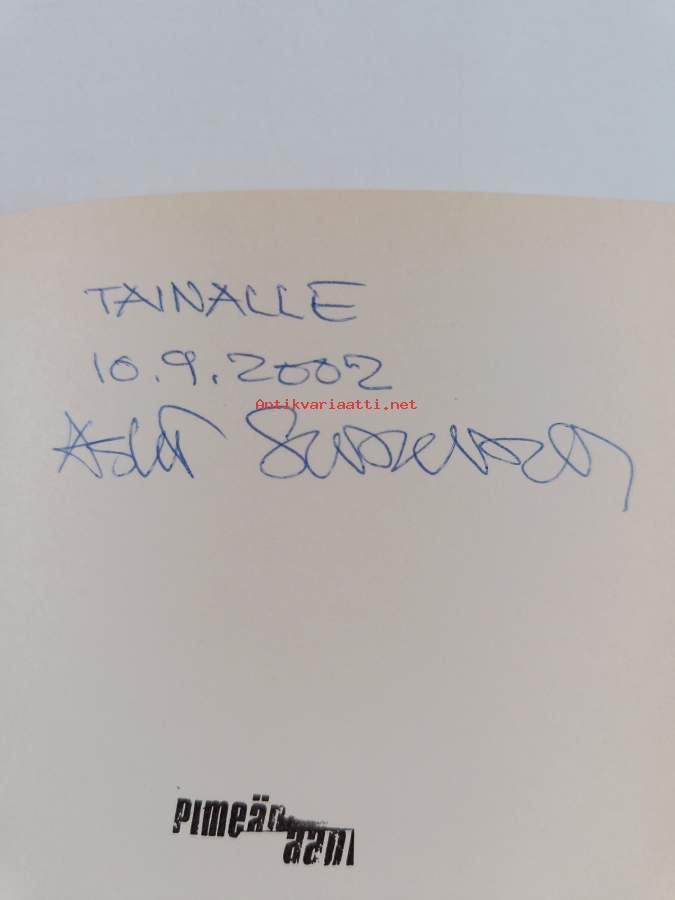 TAINALLE
10.9.2002
Antikvariaatti.net
PIMEÄN
ääni